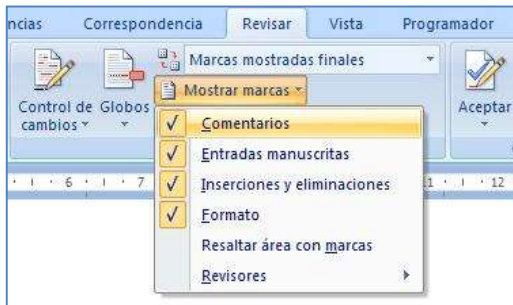 ncias Correspondencia Revisar Vista Programador
Marcas mostradas finales
Mostrar marcas
Control de cambios
Globos
Aceptar
Comentarios
Entradas manuscritas
Inserciones y eliminaciones
Formato
Resaltar área con marcas
Revisores
6 7 11 12